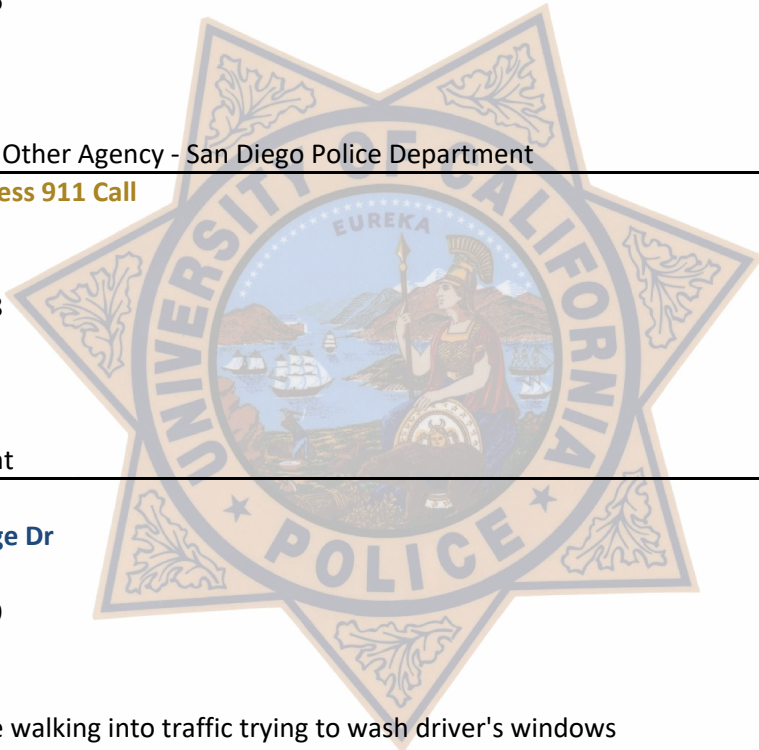 Other Agency - San Diego Police Department
ess 911 Call
UNIVERSITY OF CALIFORNIA
EUREKA
ge Dr
POLICE
walking into traffic trying to wash driver's windows